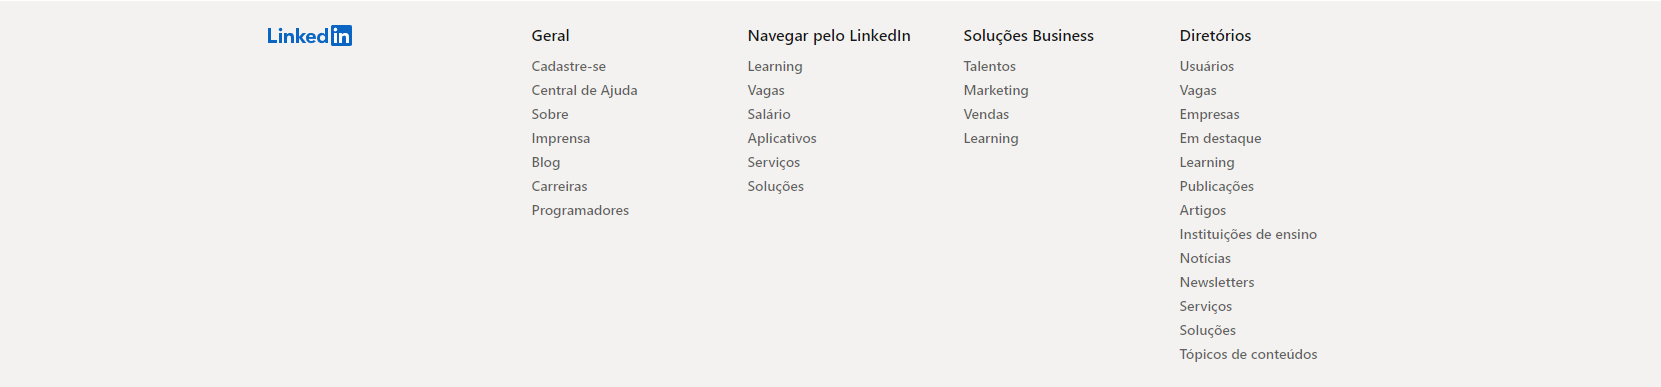 LinkedIn
Geral
Cadastre-se
Central de Ajuda
Sobre
Imprensa
Blog
Carreiras
Programadores
Navegar pelo LinkedIn
Learning
Vagas
Salário
Aplicativos
Serviços
Soluções
Soluções Business
Talentos
Marketing
Vendas
Learning
Diretórios
Usuários
Vagas
Empresas
Em destaque
Learning
Publicações
Artigos
Instituições de ensino
Notícias
Newsletters
Serviços
Soluções
Tópicos de conteúdos